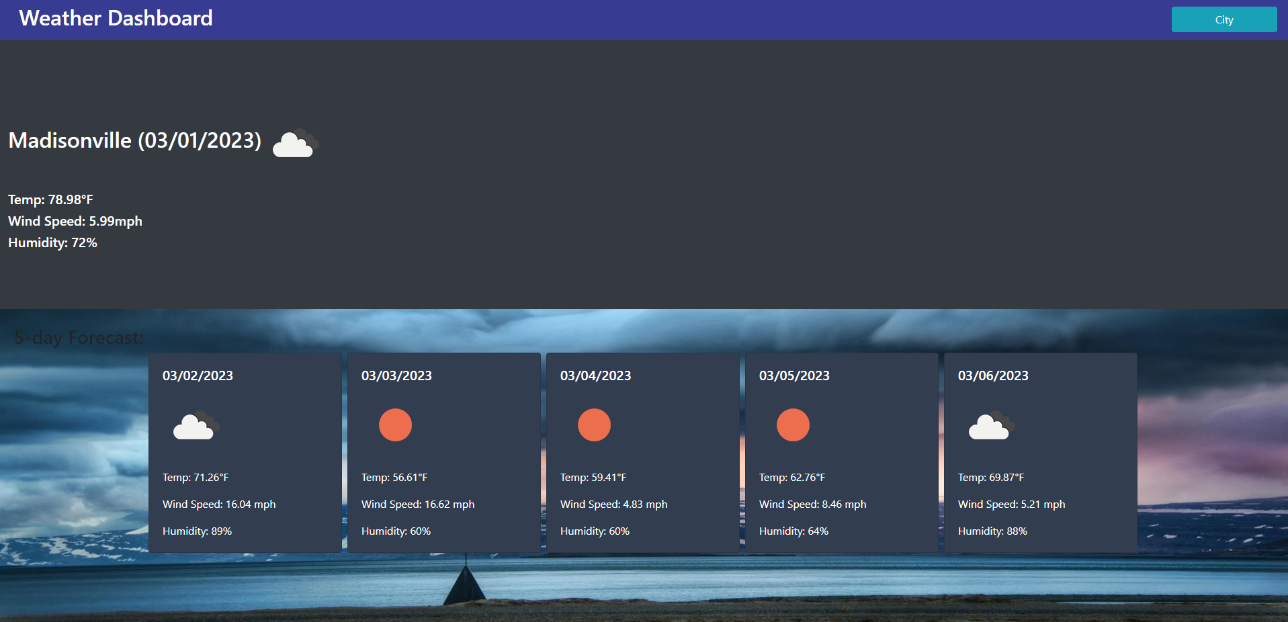 Weather Dashboard
City
Madisonville (03/01/2023)
Temp: 78.98°F
Wind Speed: 5.99mph
Humidity: 72%
5-day Forecast:
03/02/2023
Temp: 71.26°F
Wind Speed: 16.04 mph
Humidity: 89%
03/03/2023
Temp: 56.61°F
Wind Speed: 16.62 mph
Humidity: 60%
03/04/2023
Temp: 59.41°F
Wind Speed: 4.83 mph
Humidity: 60%
03/05/2023
Temp: 62.76°F
Wind Speed: 8.46 mph
Humidity: 64%
03/06/2023
Temp: 69.87°F
Wind Speed: 5.21 mph
Humidity: 88%